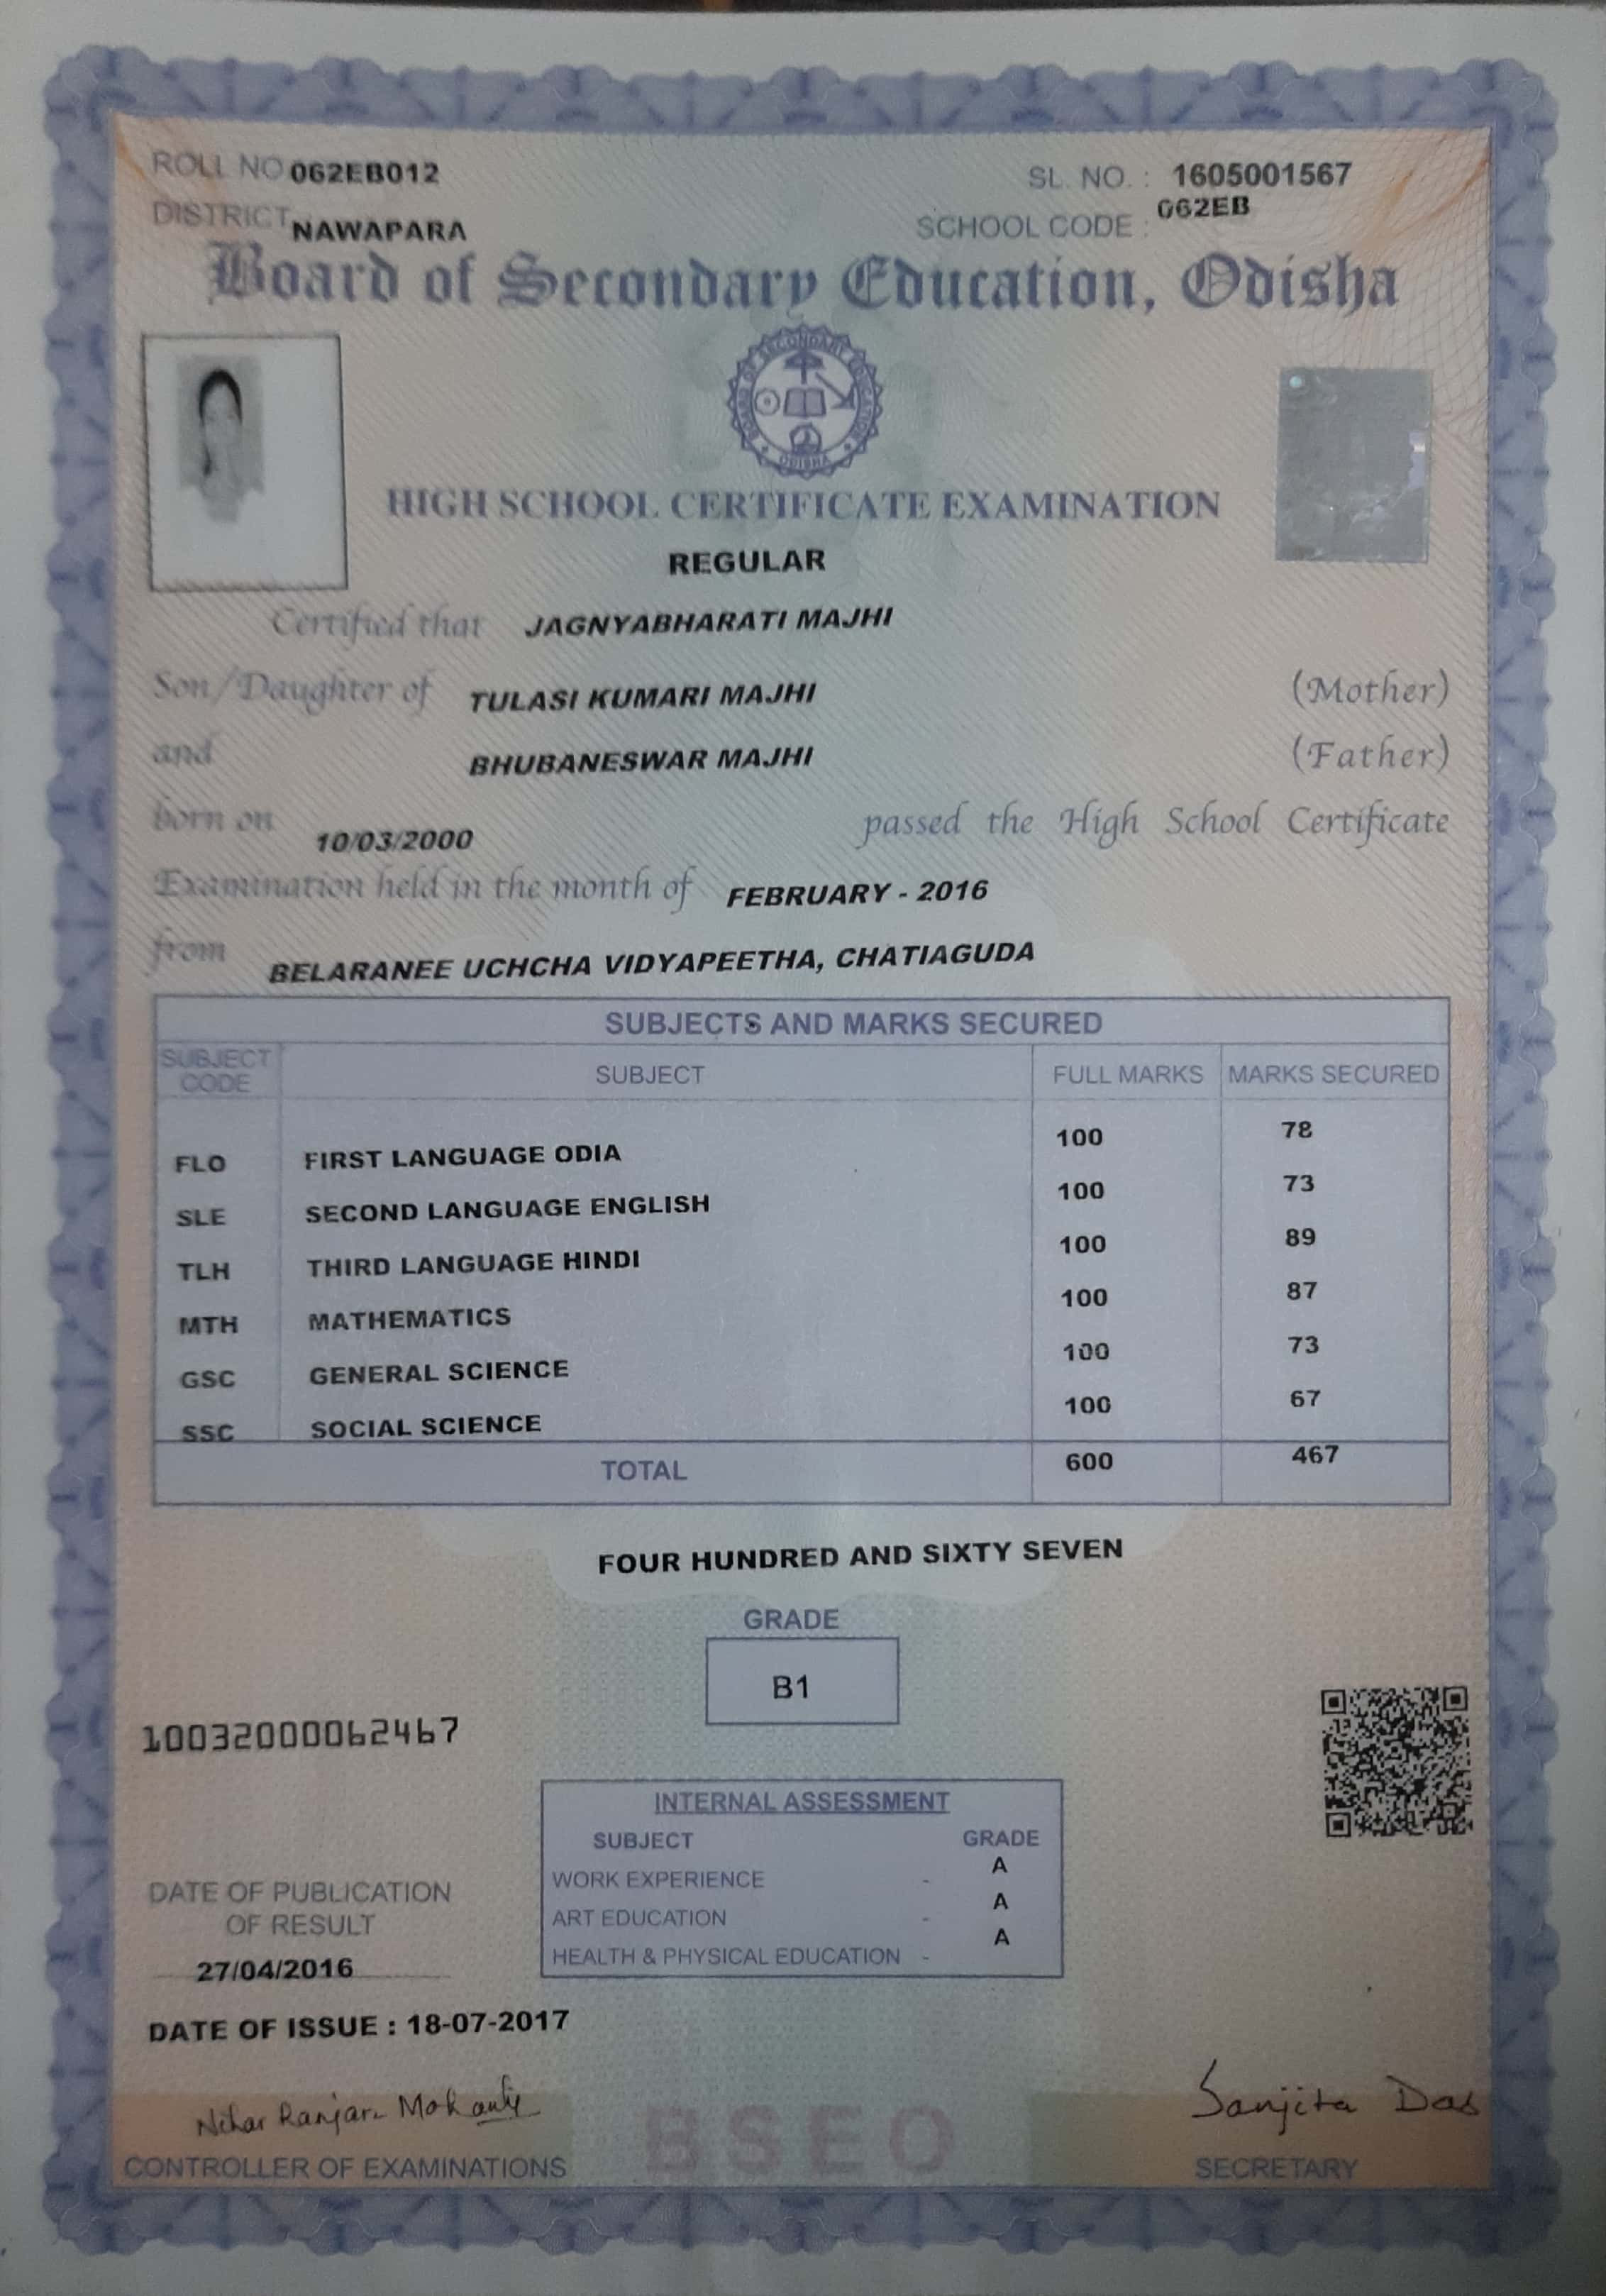 ROLL NO 062EB012
SL. NO. : 1605001567
DISTRICT NAWAPARA
SCHOOL CODE : 062EB
Board of Secondary Education, Odisha
BOARD OF SECONDARY EDUCATION
ODISHA
HIGH SCHOOL CERTIFICATE EXAMINATION
REGULAR
Certified that JAGNYABHARATI MAJHI
Son/Daughter of TULASI KUMARI MAJHI (Mother)
and BHUBANESWAR MAJHI (Father)
born on 10/03/2000 passed the High School Certificate
Examination held in the month of FEBRUARY - 2016
from BELARANEE UCHCHA VIDYAPEETHA, CHATIAGUDA
SUBJECTS AND MARKS SECURED
SUBJECT CODE SUBJECT FULL MARKS MARKS SECURED
FLO FIRST LANGUAGE ODIA 100 78
SLE SECOND LANGUAGE ENGLISH 100 73
TLH THIRD LANGUAGE HINDI 100 89
MTH MATHEMATICS 100 87
GSC GENERAL SCIENCE 100 73
SSC SOCIAL SCIENCE 100 67
TOTAL 600 467
FOUR HUNDRED AND SIXTY SEVEN
GRADE
B1
10032000062467
INTERNAL ASSESSMENT
SUBJECT GRADE
WORK EXPERIENCE - A
ART EDUCATION - A
HEALTH & PHYSICAL EDUCATION - A
DATE OF PUBLICATION
OF RESULT
27/04/2016
DATE OF ISSUE : 18-07-2017
Nihar Ranjan Mohanty
Sanjita Das
BSEO
CONTROLLER OF EXAMINATIONS
SECRETARY